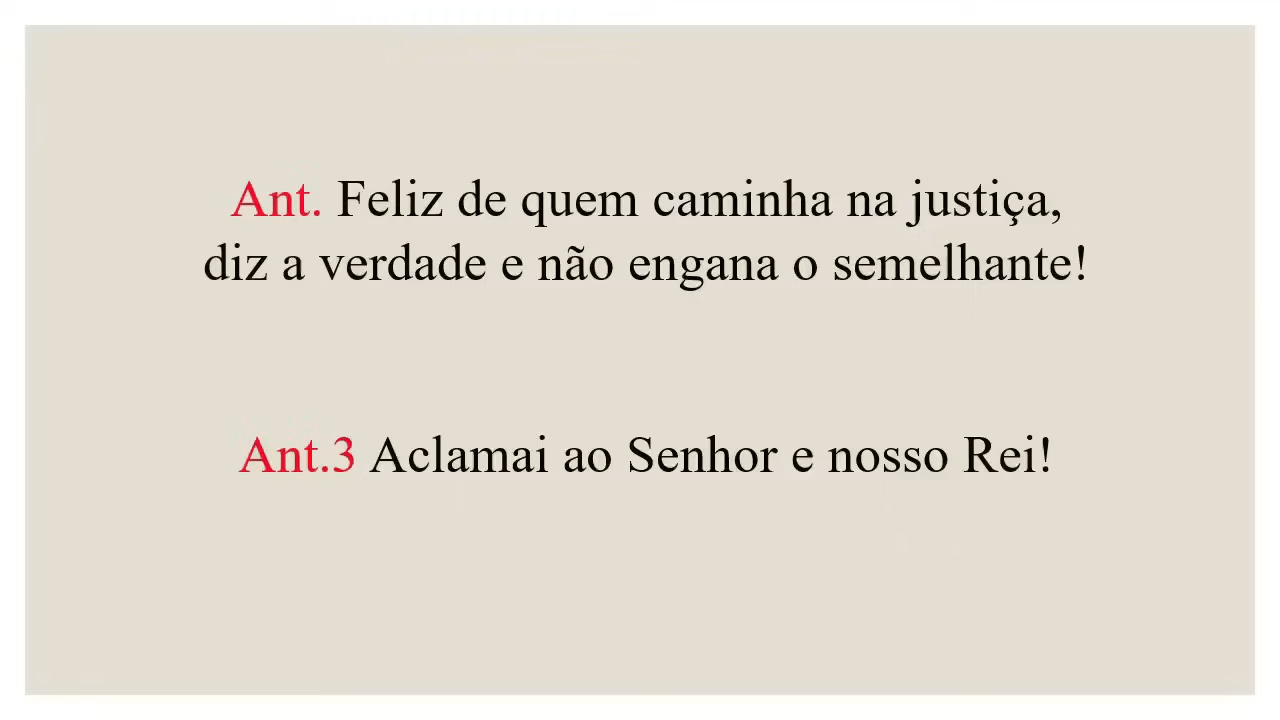 Ant. Feliz de quem caminha na justiça,
diz a verdade e não engana o semelhante!
Ant.3 Aclamai ao Senhor e nosso Rei!